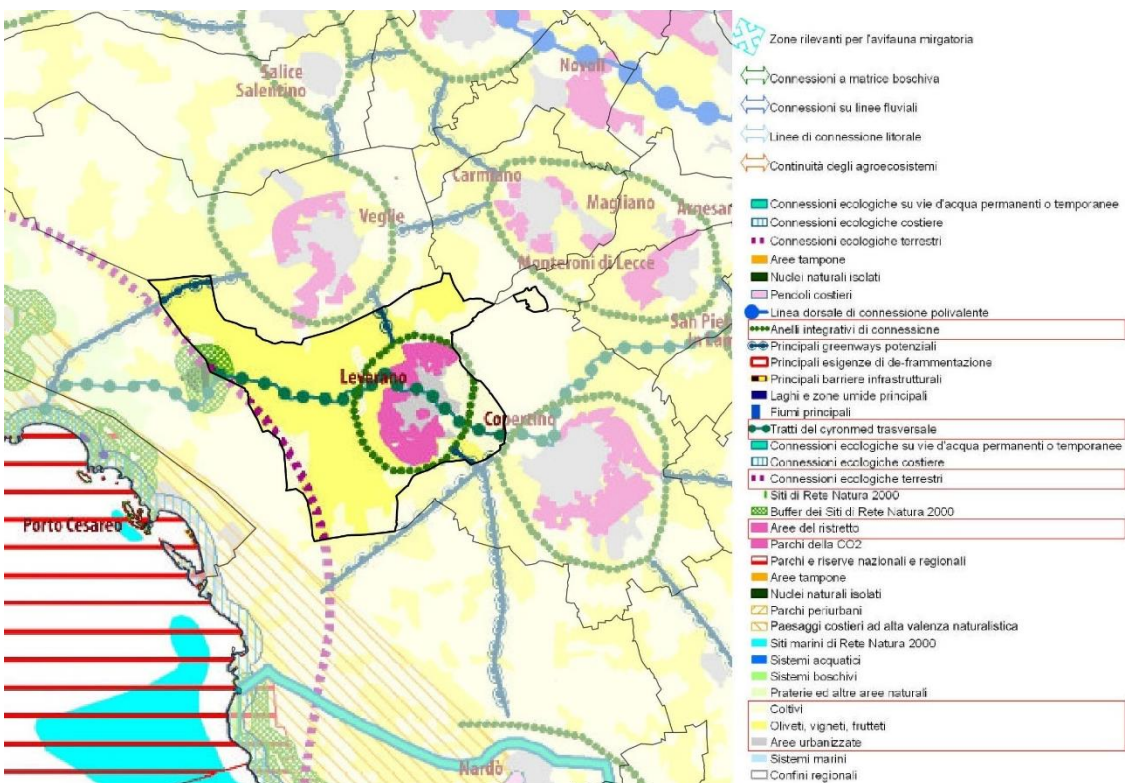 Salice
Salentino
Novoli
Carmiano
Magliano
Arnesan
Veglie
Monteroni di Lecce
San Piet
in Lam
Leverano
Copertino
Porto Cesareo
Nardò
Zone rilevanti per l'avifauna mirgatoria
Connessioni a matrice boschiva
Connessioni su linee fluviali
Linee di connessione litorale
Continuità degli agroecosistemi
Connessioni ecologiche su vie d'acqua permanenti o temporanee
Connessioni ecologiche costiere
Connessioni ecologiche terrestri
Aree tampone
Nuclei naturali isolati
Pendoli costieri
Linea dorsale di connessione polivalente
Anelli integrativi di connessione
Principali greenways potenziali
Principali esigenze di de-frammentazione
Principali barriere infrastrutturali
Laghi e zone umide principali
Fiumi principali
Tratti del cyronmed trasversale
Connessioni ecologiche su vie d'acqua permanenti o temporanee
Connessioni ecologiche costiere
Connessioni ecologiche terrestri
Siti di Rete Natura 2000
Buffer dei Siti di Rete Natura 2000
Aree del ristretto
Parchi della CO2
Parchi e riserve nazionali e regionali
Aree tampone
Nuclei naturali isolati
Parchi periurbani
Paesaggi costieri ad alta valenza naturalistica
Siti marini di Rete Natura 2000
Sistemi acquatici
Sistemi boschivi
Praterie ed altre aree naturali
Coltivi
Oliveti, vigneti, frutteti
Aree urbanizzate
Sistemi marini
Confini regionali